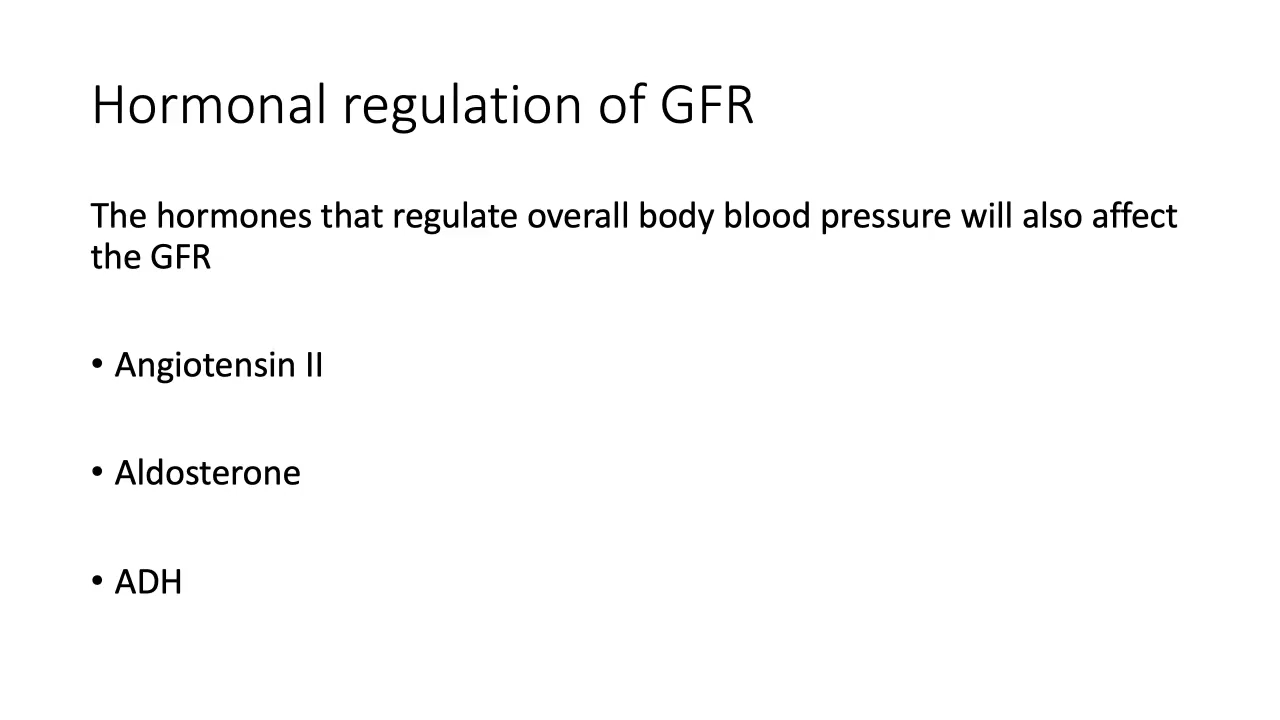 Hormonal regulation of GFR
The hormones that regulate overall body blood pressure will also affect
the GFR
• Angiotensin II
• Aldosterone
• ADH